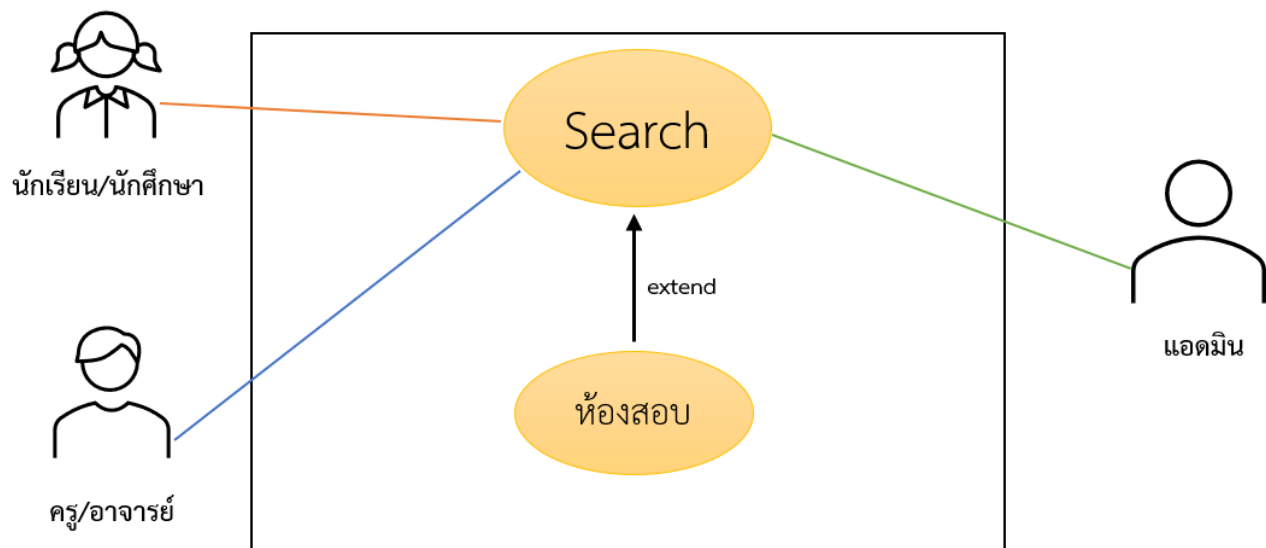 Search
นักเรียน/นักศึกษา
extend
แอดมิน
ห้องสอบ
ครู/อาจารย์